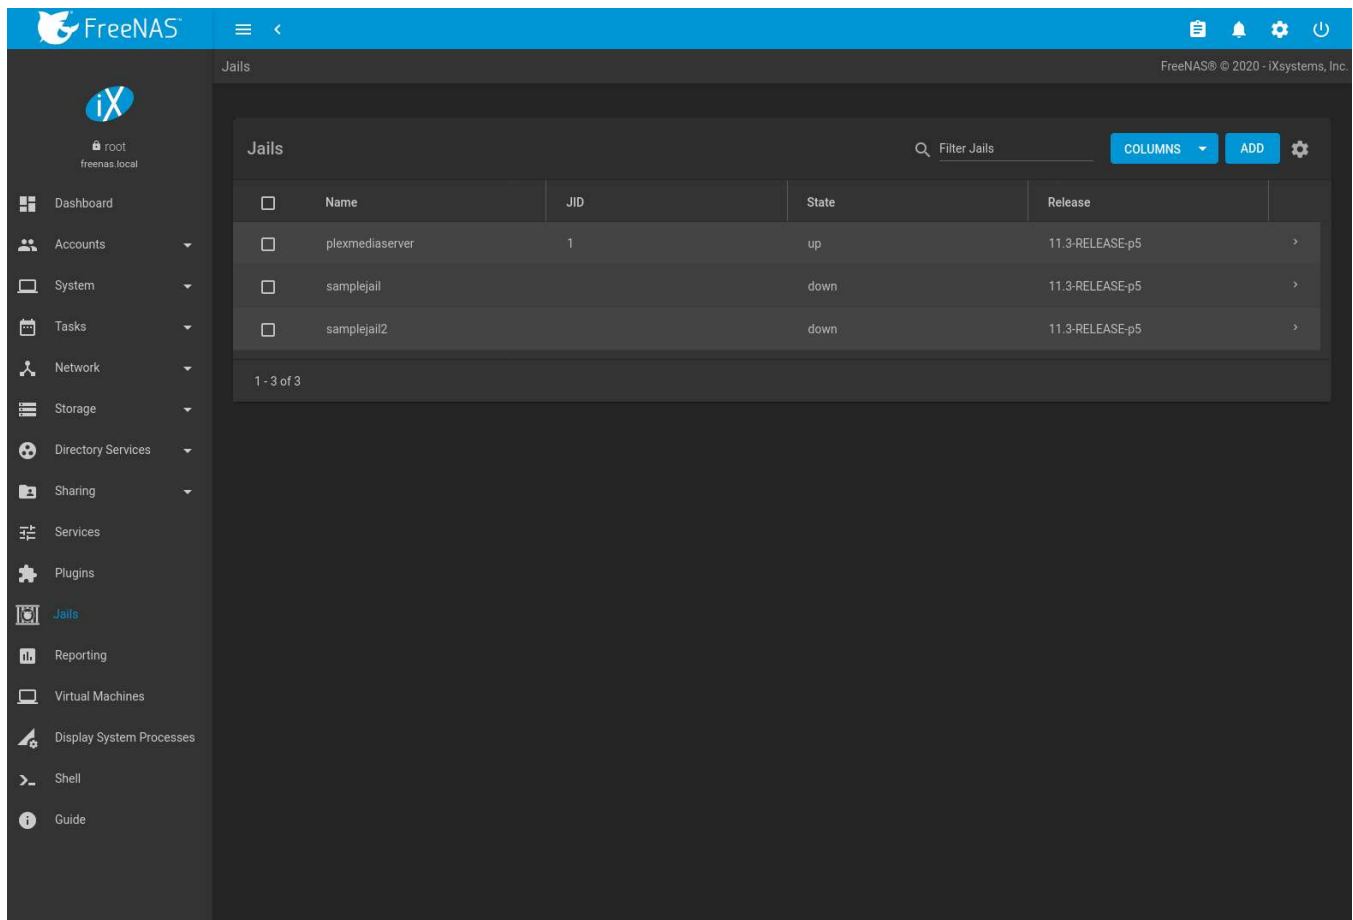 FreeNAS™
Jails
FreeNAS® © 2020 - iXsystems, Inc.
iX
root
freenas.local
Dashboard
Accounts
System
Tasks
Network
Storage
Directory Services
Sharing
Services
Plugins
Jails
Reporting
Virtual Machines
Display System Processes
Shell
Guide
Jails
Filter Jails
COLUMNS
ADD
Name JID State Release
plexmediaserver 1 up 11.3-RELEASE-p5
samplejail down 11.3-RELEASE-p5
samplejail2 down 11.3-RELEASE-p5
1 - 3 of 3